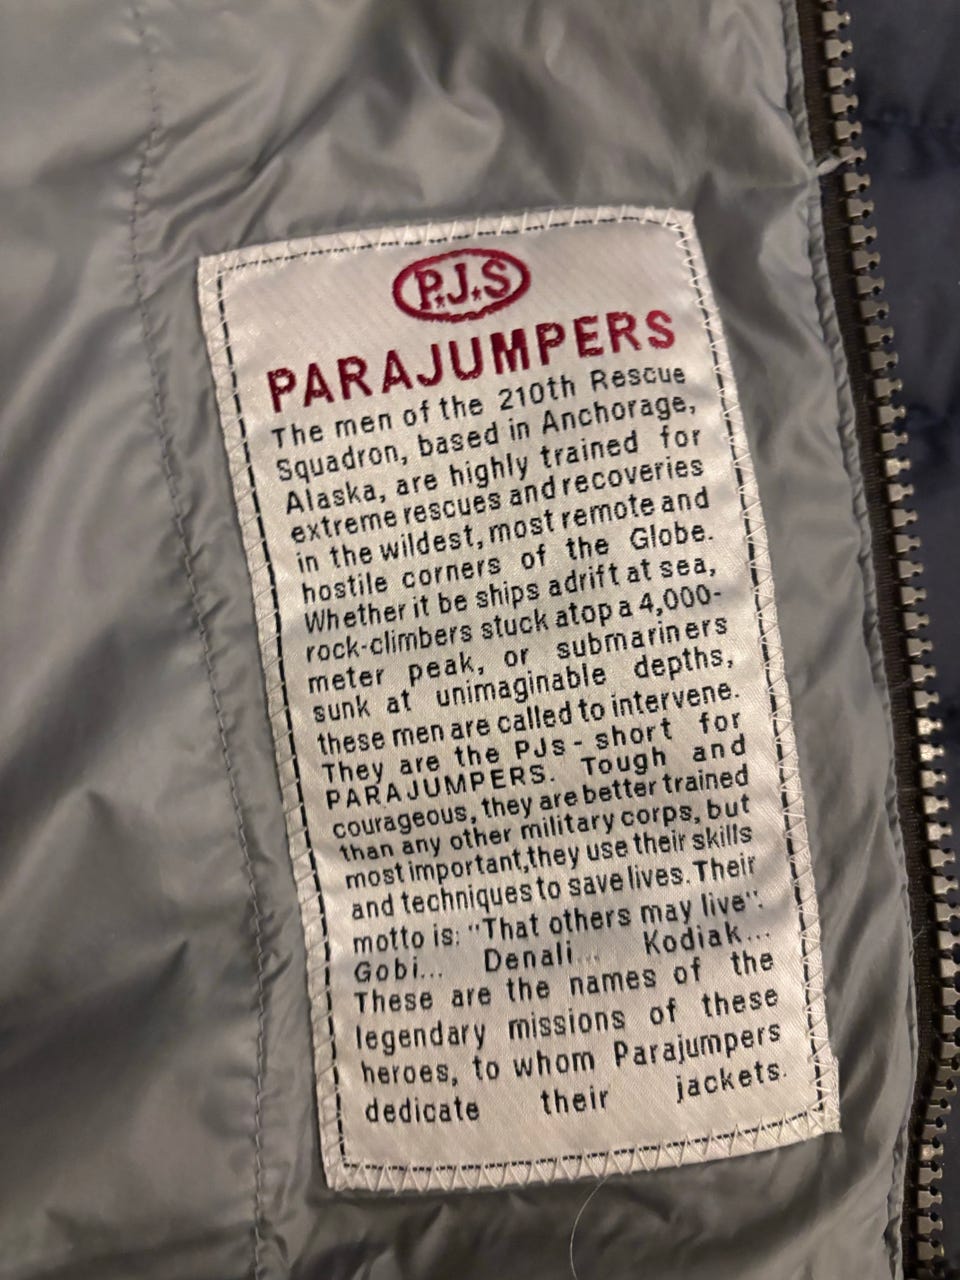 P.J.S
PARAJUMPERS
The men of the 210th Rescue
Squadron, based in Anchorage,
Alaska, are highly trained for
extreme rescues and recoveries
in the wildest, most remote and
hostile corners of the Globe.
Whether it be ships adrift at sea,
rock-climbers stuck atop a 4,000-
meter peak, or submariners
sunk at unimaginable depths,
these men are called to intervene.
They are the PJs - short for
PARAJUMPERS. Tough and
courageous, they are better trained
than any other military corps, but
most important,they use their skills
and techniques to save lives. Their
motto is: "That others may live".
Gobi... Denali... Kodiak...
These are the names of the
legendary missions of these
heroes, to whom Parajumpers
dedicate their jackets.